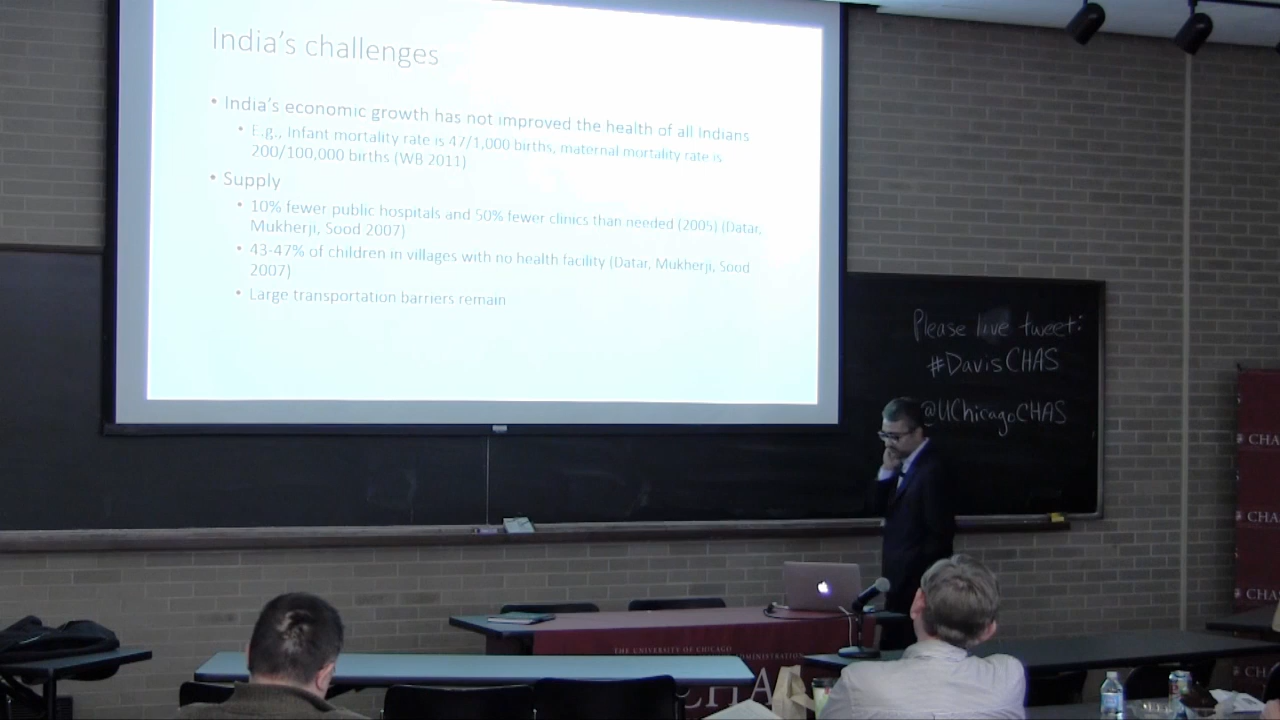 India's challenges
• India's economic growth has not improved the health of all Indians
• E.g., Infant mortality rate is 47/1,000 births, maternal mortality rate is
200/100,000 births (WB 2011)
• Supply
• 10% fewer public hospitals and 50% fewer clinics than needed (2005) (Datar,
Mukherji, Sood 2007)
• 43-47% of children in villages with no health facility (Datar, Mukherji, Sood
2007)
• Large transportation barriers remain
Please live tweet:
#DavisCHAS
@UChicagoCHAS
CHA
CHA
CHA
THE UNIVERSITY OF CHICAGO
ADMINISTRATION